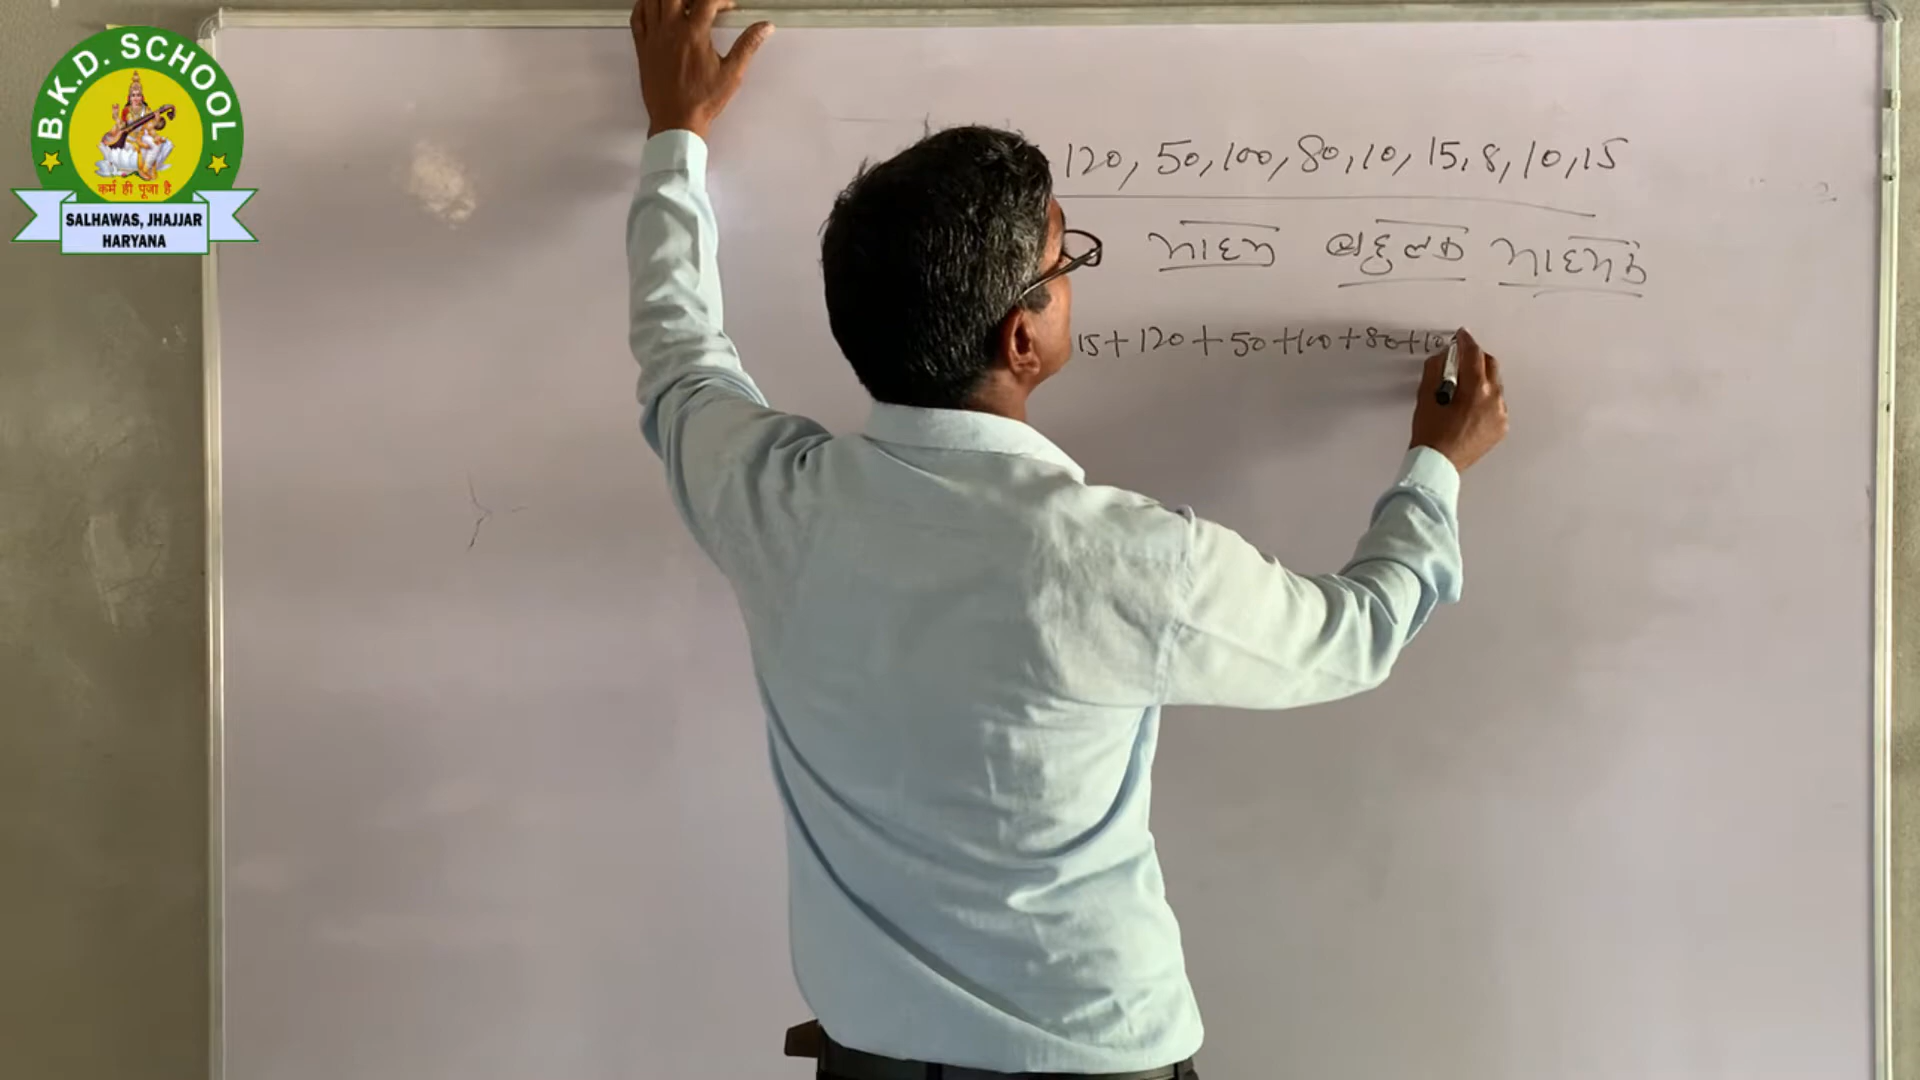 B.K.D. SCHOOL
कर्म ही पूजा है
SALHAWAS, JHAJJAR
HARYANA
120, 50, 100, 80, 10, 15, 8, 10, 15
माध्य बहुलक माध्यक
15 + 120 + 50 + 100 + 80 + 10